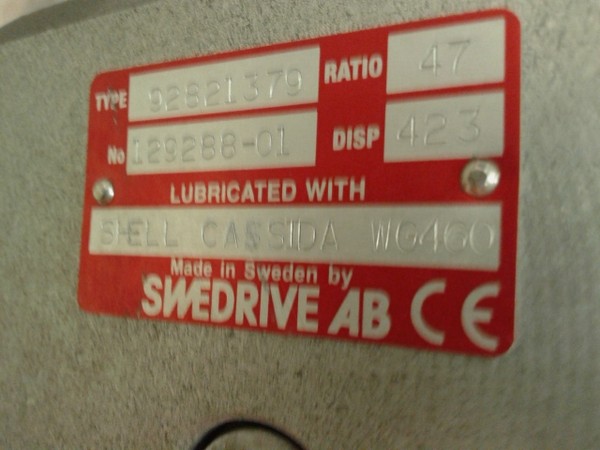 TYPE 92821379 RATIO 47
No 129288-01 DISP 423
LUBRICATED WITH
SHELL CASSIDA WG460
Made in Sweden by
SWEDRIVE AB CE